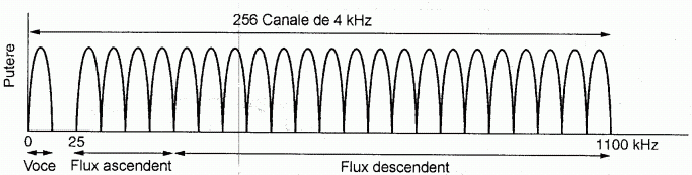 256 Canale de 4 kHz
Putere
0 25 1100 kHz
Voce Flux ascendent Flux descendent